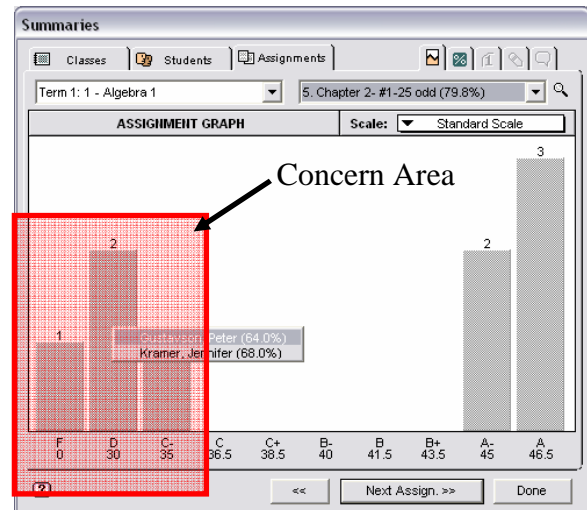 Summaries
Classes Students Assignments
Term 1: 1 - Algebra 1 5. Chapter 2- #1-25 odd (79.8%)
ASSIGNMENT GRAPH Scale: Standard Scale
3
Concern Area
2 2
1
Gustavson, Peter (64.0%)
Kramer, Jennifer (68.0%)
F D C- C C+ B- B B+ A- A
0 30 35 36.5 38.5 40 41.5 43.5 45 46.5
? << Next Assign. >> Done